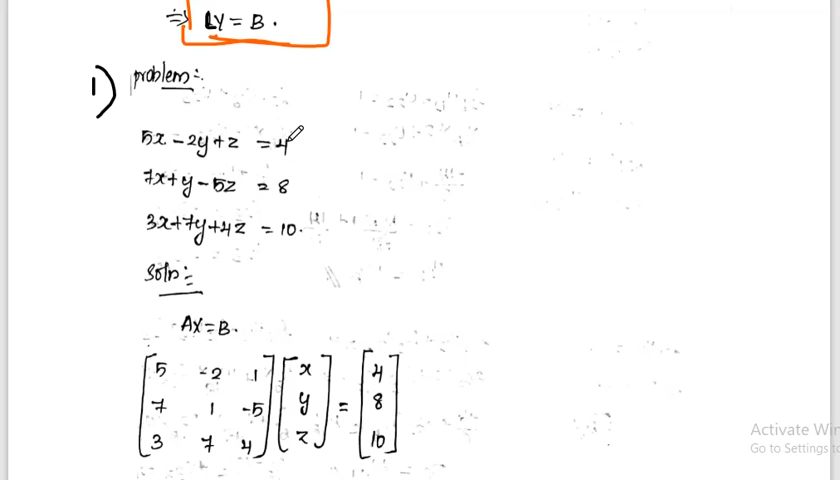 ⇒ LY = B.
1) problem:-
5x - 2y + z = 4
7x + y - 5z = 8
3x + 7y + 4z = 10.
Soln:-
AX = B.
[5 -2 1] [x] = [4]
[7 1 -5] [y] = [8]
[3 7 4] [z] = [10]
Activate Win
Go to Settings to